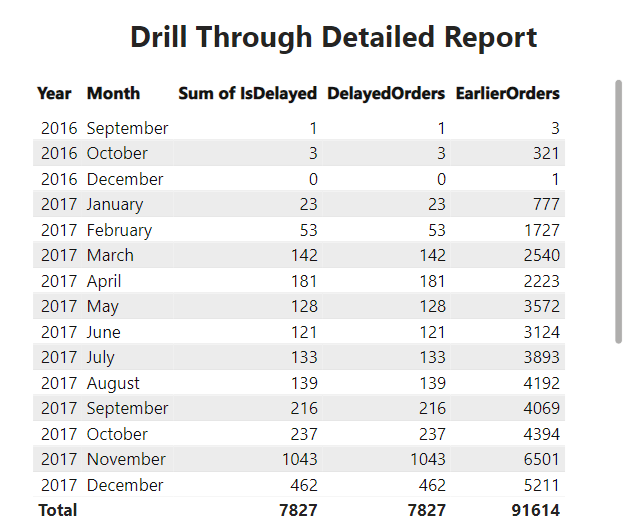 Drill Through Detailed Report
Year Month Sum of IsDelayed DelayedOrders EarlierOrders
2016 September 1 1 3
2016 October 3 3 321
2016 December 0 0 1
2017 January 23 23 777
2017 February 53 53 1727
2017 March 142 142 2540
2017 April 181 181 2223
2017 May 128 128 3572
2017 June 121 121 3124
2017 July 133 133 3893
2017 August 139 139 4192
2017 September 216 216 4069
2017 October 237 237 4394
2017 November 1043 1043 6501
2017 December 462 462 5211
Total 7827 7827 91614